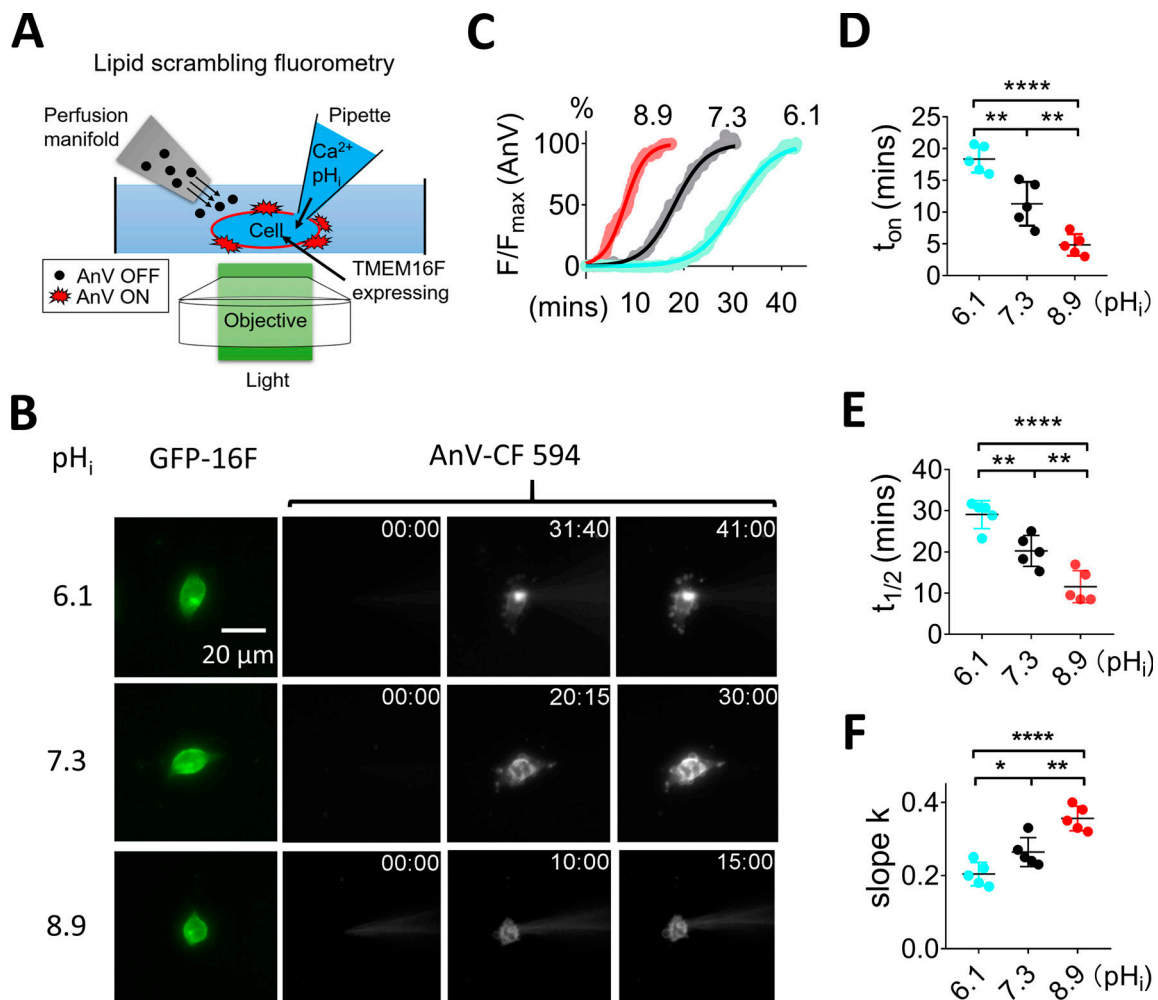 A
Lipid scrambling fluorometry
Perfusion
manifold
Pipette
Ca²⁺
pHᵢ
Cell
AnV OFF
AnV ON
TMEM16F
expressing
Objective
Light
B
pHᵢ
GFP-16F
AnV-CF 594
6.1
20 µm
00:00
31:40
41:00
7.3
00:00
20:15
30:00
8.9
00:00
10:00
15:00
C
%
8.9
7.3
6.1
F/Fmax (AnV)
100
50
0
(mins)
10
20
30
40
D
****
**
**
ton (mins)
25
20
15
10
5
0
6.1
7.3
8.9
(pHᵢ)
E
****
**
**
t1/2 (mins)
40
30
20
10
0
6.1
7.3
8.9
(pHᵢ)
F
****
*
**
slope k
0.4
0.2
0.0
6.1
7.3
8.9
(pHᵢ)